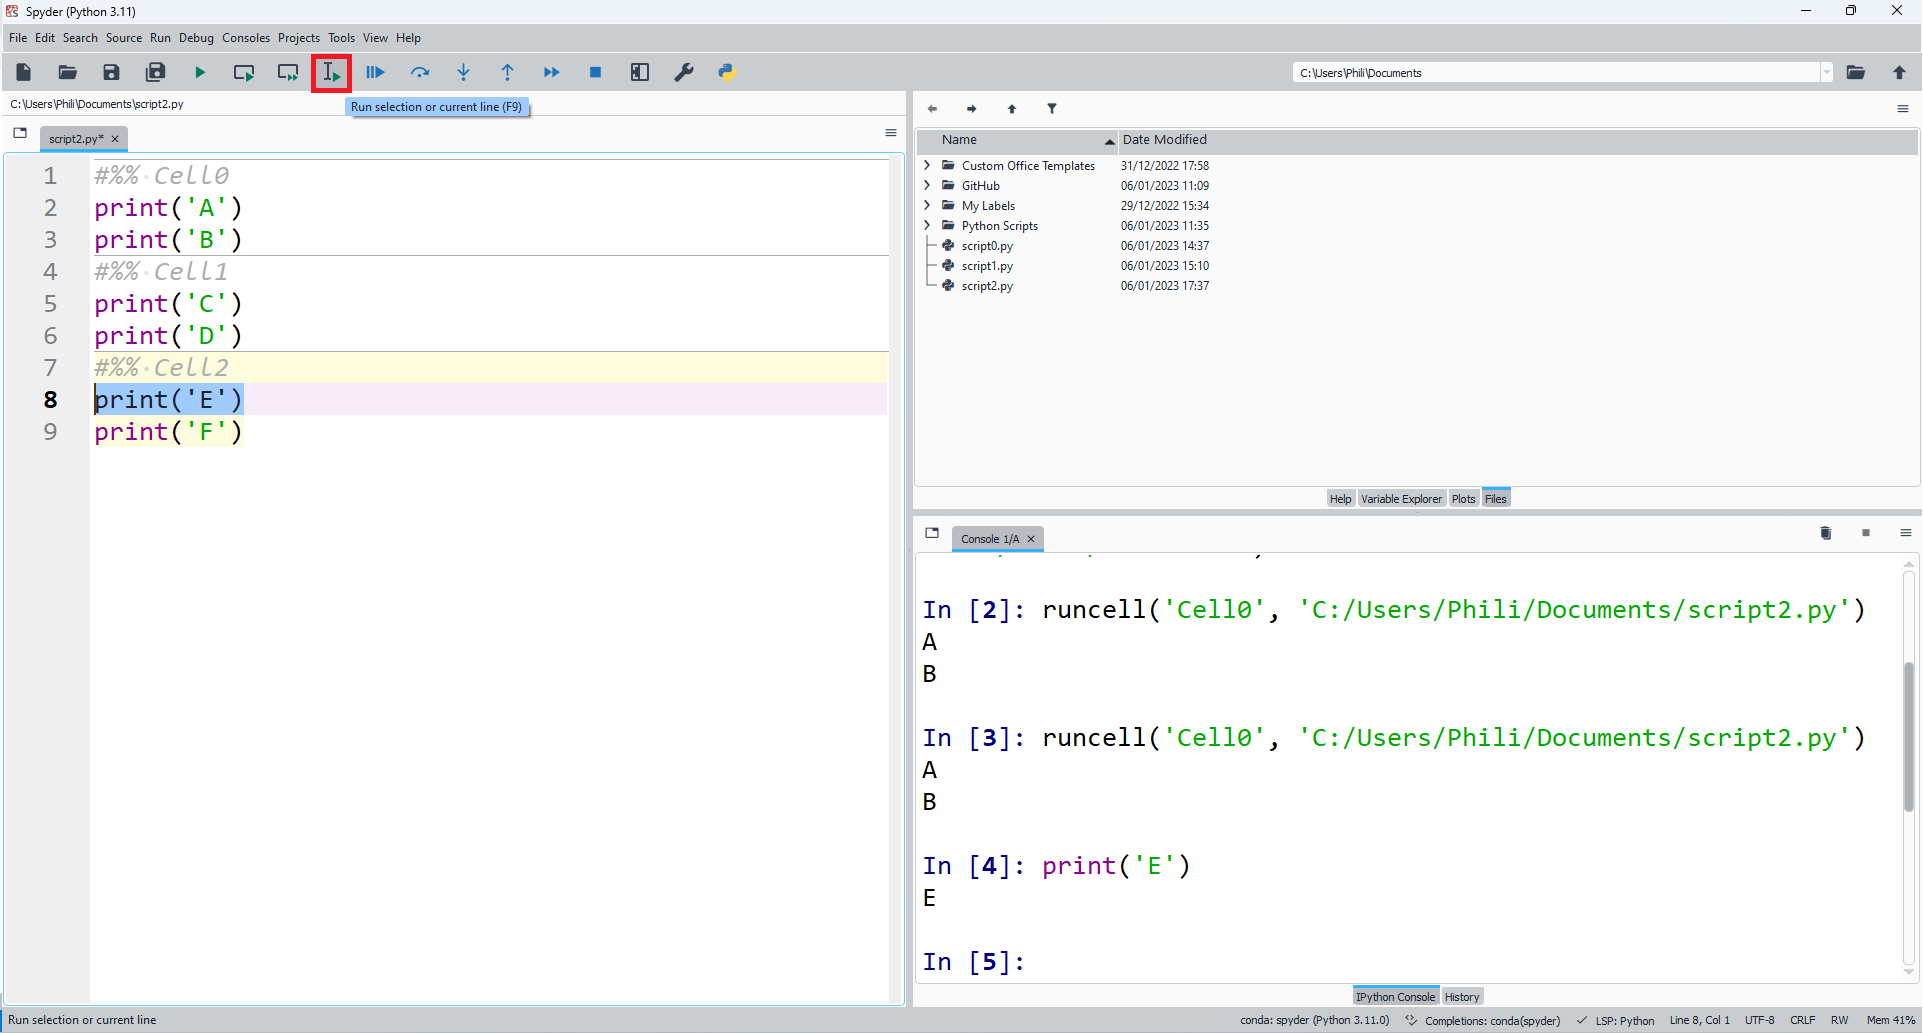 Spyder (Python 3.11)
File Edit Search Source Run Debug Consoles Projects Tools View Help
C:\Users\Phili\Documents
C:\Users\Phili\Documents\script2.py
Run selection or current line (F9)
script2.py*
1 #%% Cell0
2 print('A')
3 print('B')
4 #%% Cell1
5 print('C')
6 print('D')
7 #%% Cell2
8 print('E')
9 print('F')
Name Date Modified
Custom Office Templates 31/12/2022 17:58
GitHub 06/01/2023 11:09
My Labels 29/12/2022 15:34
Python Scripts 06/01/2023 11:35
script0.py 06/01/2023 14:37
script1.py 06/01/2023 15:10
script2.py 06/01/2023 17:37
Help Variable Explorer Plots Files
Console 1/A
In [2]: runcell('Cell0', 'C:/Users/Phili/Documents/script2.py')
A
B
In [3]: runcell('Cell0', 'C:/Users/Phili/Documents/script2.py')
A
B
In [4]: print('E')
E
In [5]:
IPython Console History
Run selection or current line
conda: spyder (Python 3.11.0) Completions: conda(spyder) LSP: Python Line 8, Col 1 UTF-8 CRLF RW Mem 41%